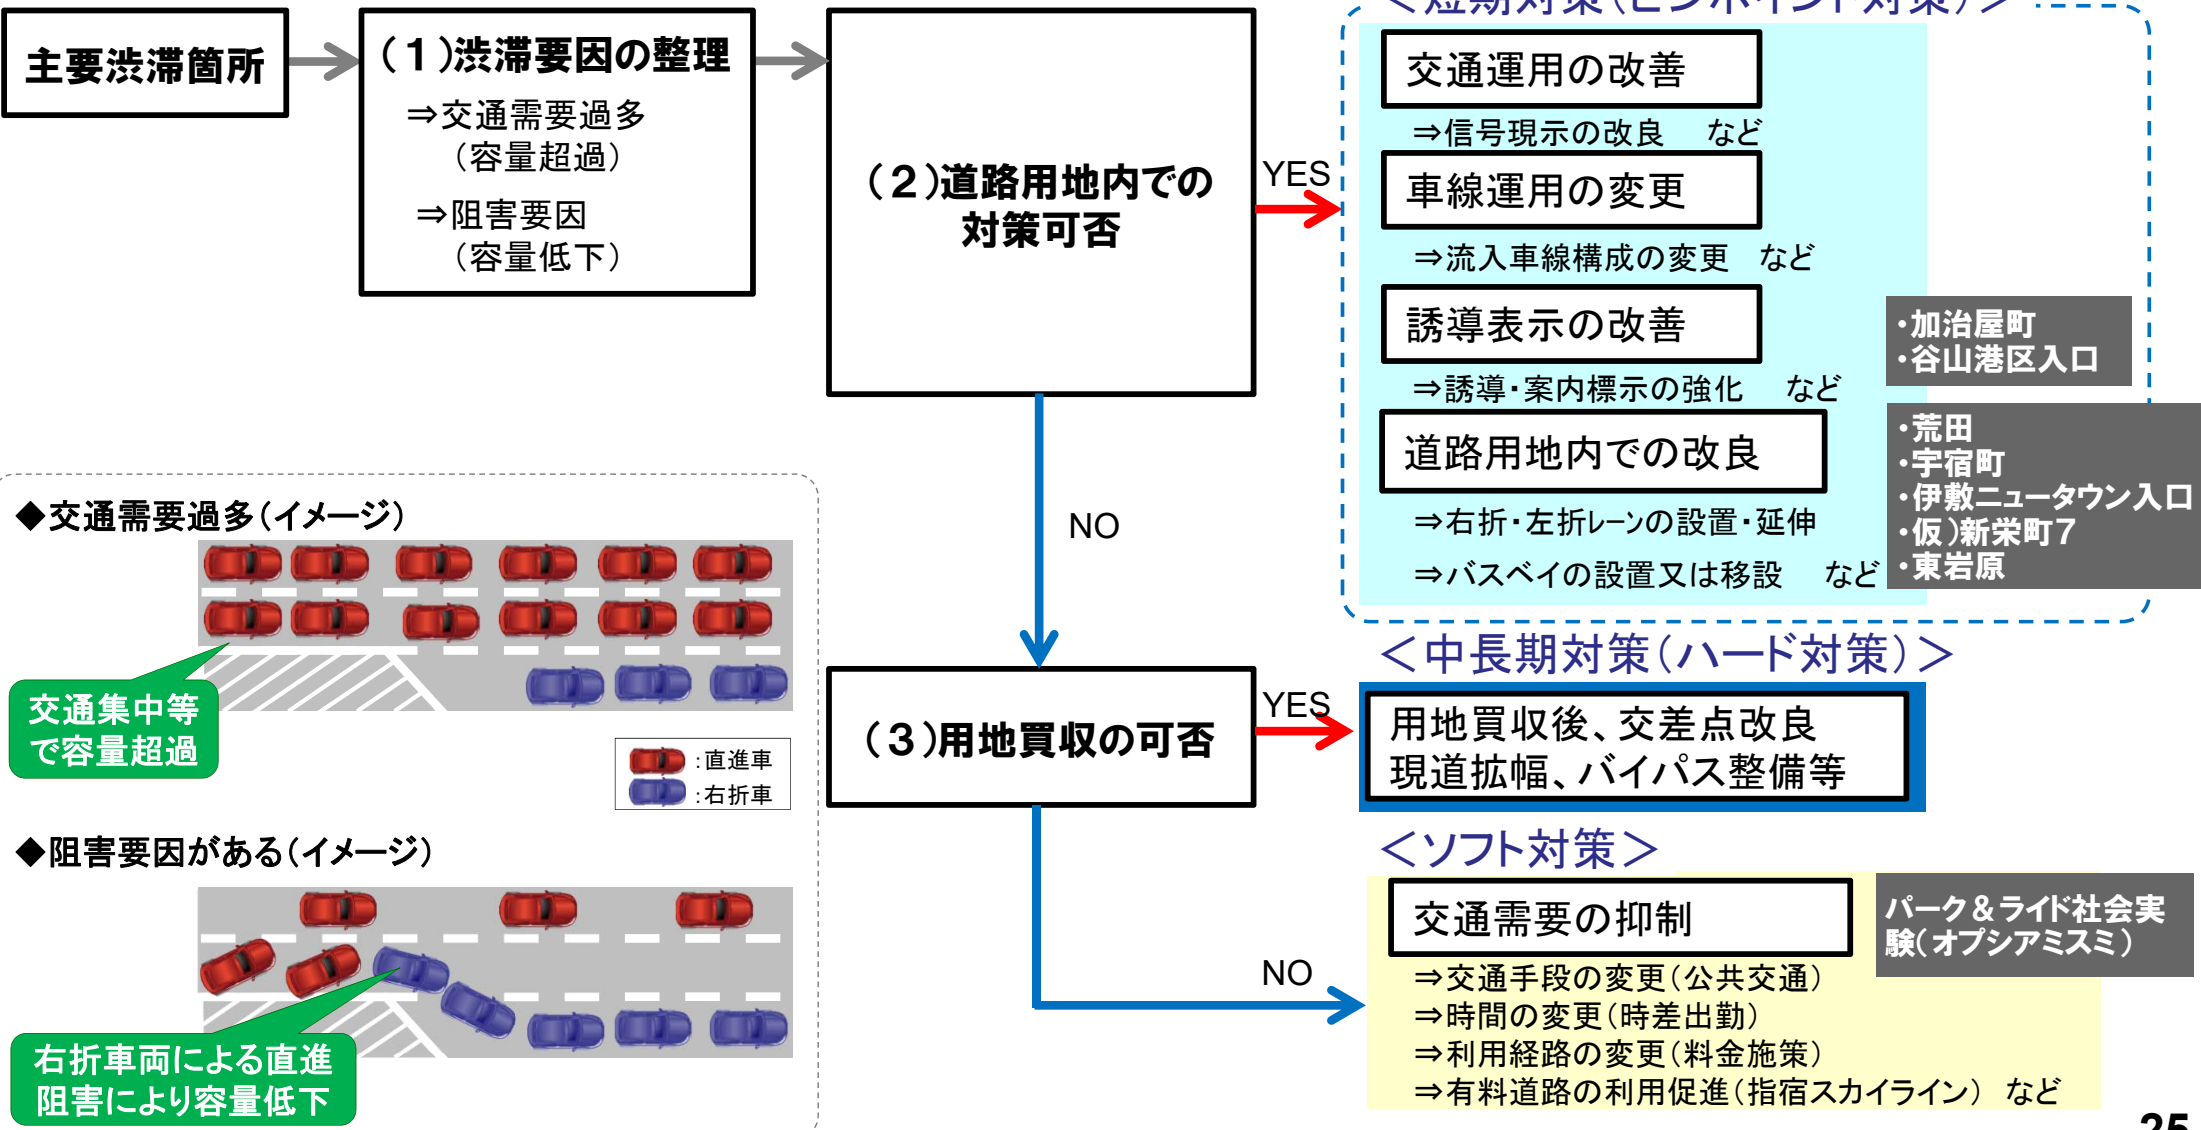 主要渋滞箇所
(1)渋滞要因の整理
⇒交通需要過多
(容量超過)
⇒阻害要因
(容量低下)
(2)道路用地内での
対策可否
YES
NO
<短期対策(ピンポイント対策)>
交通運用の改善
⇒信号現示の改良 など
車線運用の変更
⇒流入車線構成の変更 など
誘導表示の改善
⇒誘導・案内標示の強化 など
・加治屋町
・谷山港区入口
道路用地内での改良
⇒右折・左折レーンの設置・延伸
⇒バスベイの設置又は移設 など
・荒田
・宇宿町
・伊敷ニュータウン入口
・仮)新栄町7
・東岩原
(3)用地買収の可否
YES
NO
<中長期対策(ハード対策)>
用地買収後、交差点改良
現道拡幅、バイパス整備等
<ソフト対策>
交通需要の抑制
パーク&ライド社会実
験(オプシアミスミ)
⇒交通手段の変更(公共交通)
⇒時間の変更(時差出勤)
⇒利用経路の変更(料金施策)
⇒有料道路の利用促進(指宿スカイライン) など
◆交通需要過多(イメージ)
交通集中等
で容量超過
:直進車
:右折車
◆阻害要因がある(イメージ)
右折車両による直進
阻害により容量低下
25